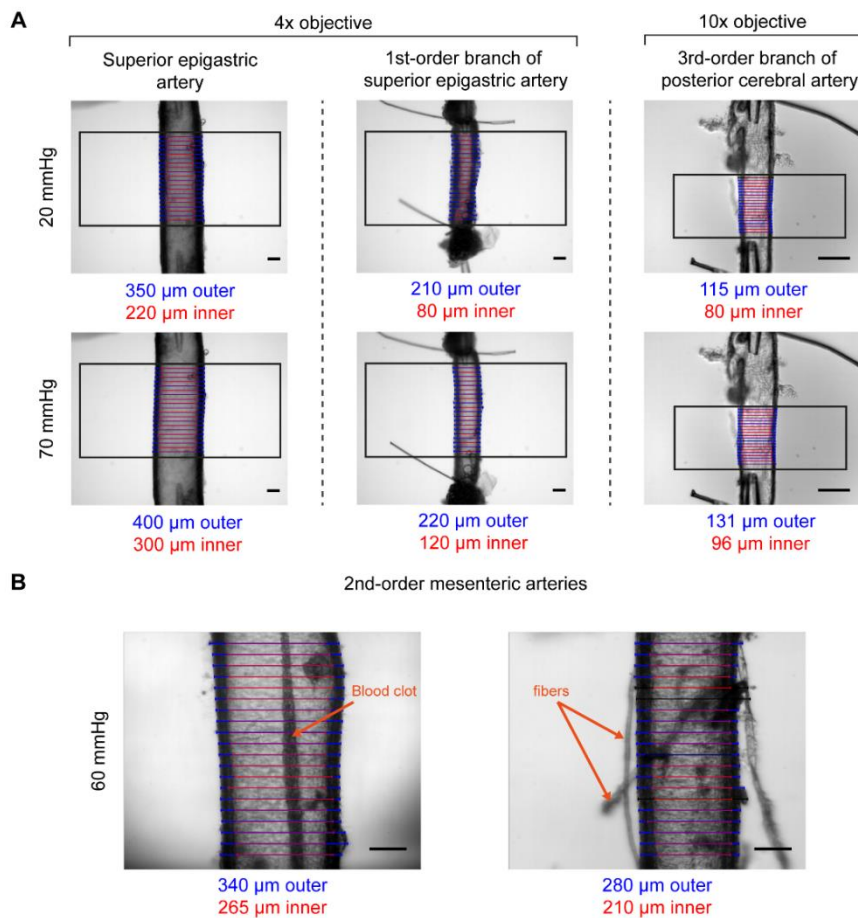 A
4x objective
10x objective
Superior epigastric
artery
1st-order branch of
superior epigastric artery
3rd-order branch of
posterior cerebral artery
20 mmHg
350 µm outer
220 µm inner
210 µm outer
80 µm inner
115 µm outer
80 µm inner
70 mmHg
400 µm outer
300 µm inner
220 µm outer
120 µm inner
131 µm outer
96 µm inner
B
2nd-order mesenteric arteries
60 mmHg
Blood clot
fibers
340 µm outer
265 µm inner
280 µm outer
210 µm inner